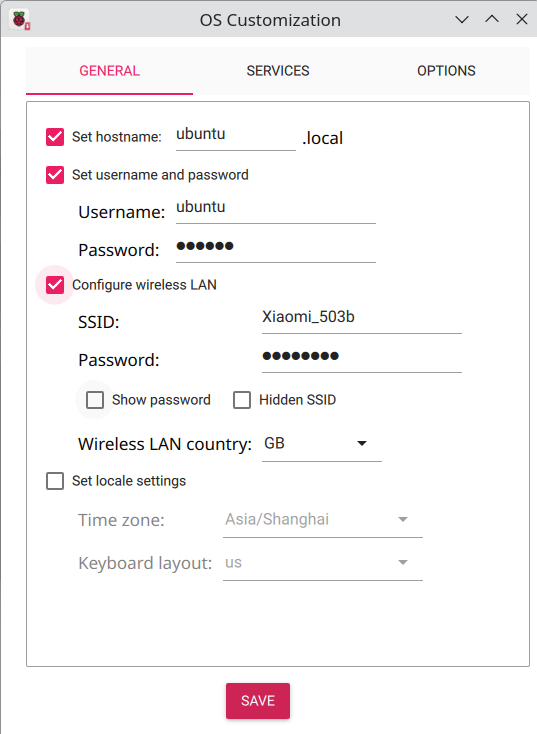 OS Customization
GENERAL SERVICES OPTIONS
Set hostname: ubuntu .local
Set username and password
Username: ubuntu
Password: ●●●●●●
Configure wireless LAN
SSID: Xiaomi_503b
Password: ●●●●●●●●
Show password Hidden SSID
Wireless LAN country: GB
Set locale settings
Time zone: Asia/Shanghai
Keyboard layout: us
SAVE